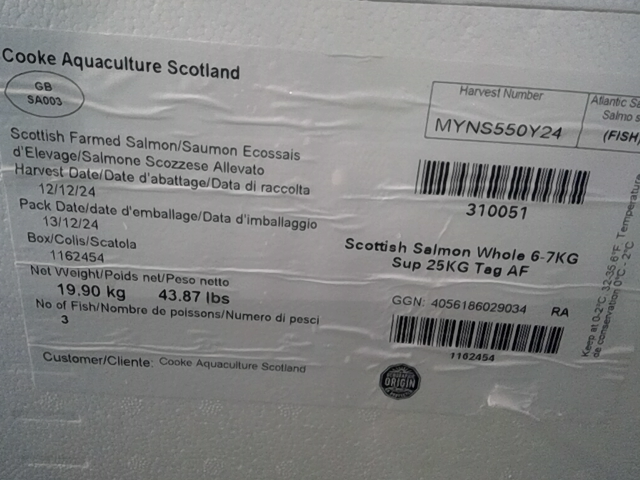 Cooke Aquaculture Scotland
GB
SA003
Scottish Farmed Salmon/Saumon Ecossais
d'Elevage/Salmone Scozzese Allevato
Harvest Date/Date d'abattage/Data di raccolta
12/12/24
Pack Date/date d'emballage/Data d'imballaggio
13/12/24
Box/Colis/Scatola
1162454
Net Weight/Poids net/Peso netto
19.90 kg 43.87 lbs
No of Fish/Nombre de poissons/Numero di pesci
3
Customer/Cliente: Cooke Aquaculture Scotland
Harvest Number
MYNS550Y24
Atlantic Sa
Salmo s
(FISH
310051
Scottish Salmon Whole 6-7KG
Sup 25KG Tag AF
GGN: 4056186029034 RA
1162454
ORIGIN
Keep at 0-2°C, 32-35.6°F, Temperature
de conservation 0°C - 2°C